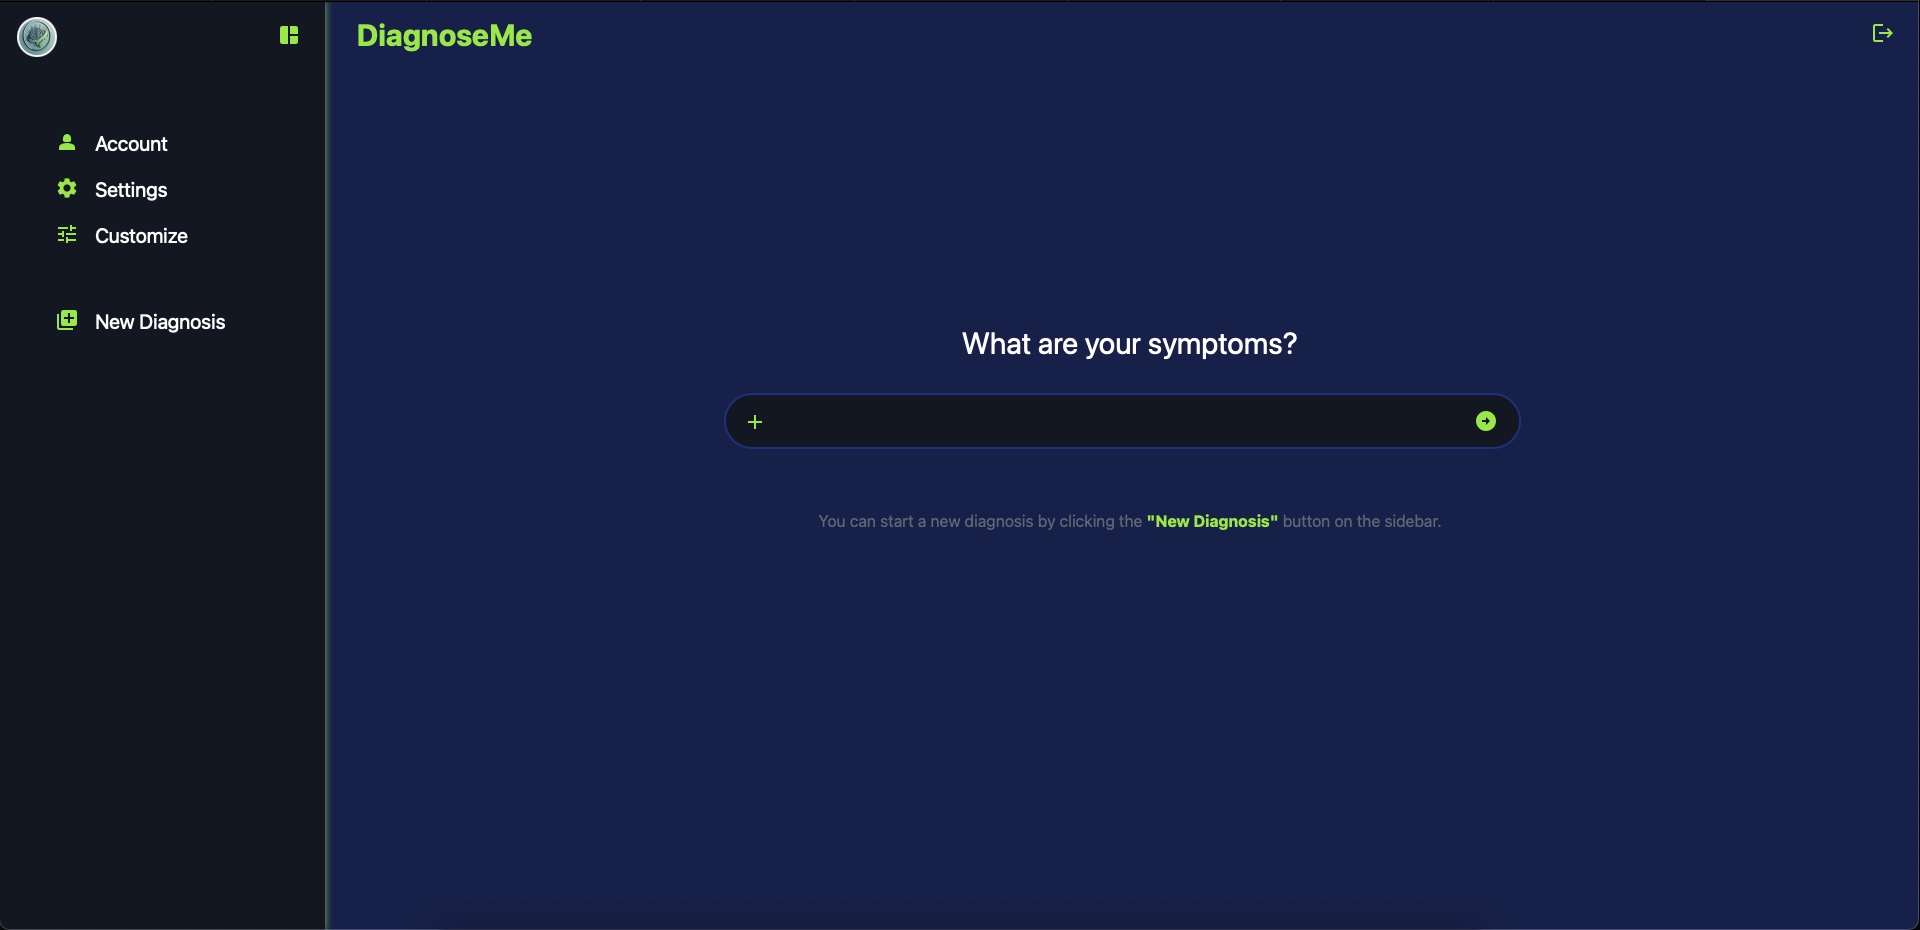 DiagnoseMe
Account
Settings
Customize
New Diagnosis
What are your symptoms?
You can start a new diagnosis by clicking the "New Diagnosis" button on the sidebar.